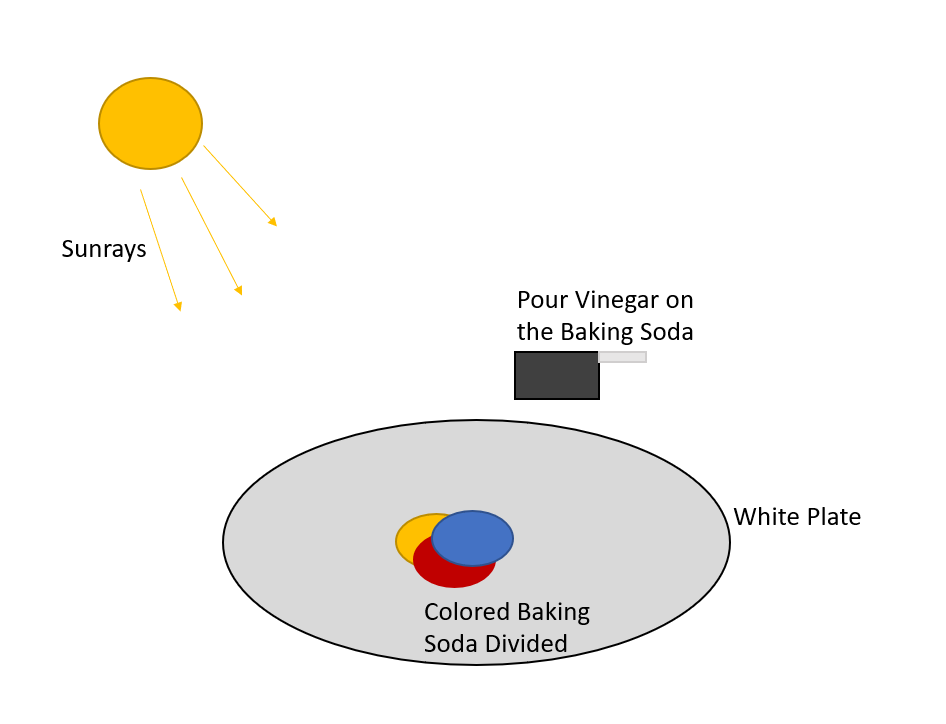 Sunrays
Pour Vinegar on
the Baking Soda
White Plate
Colored Baking
Soda Divided